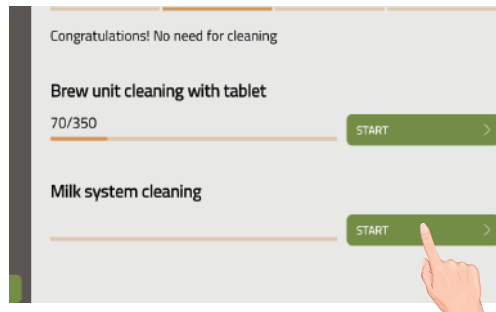 Congratulations! No need for cleaning
Brew unit cleaning with tablet
70/350
START
Milk system cleaning
START